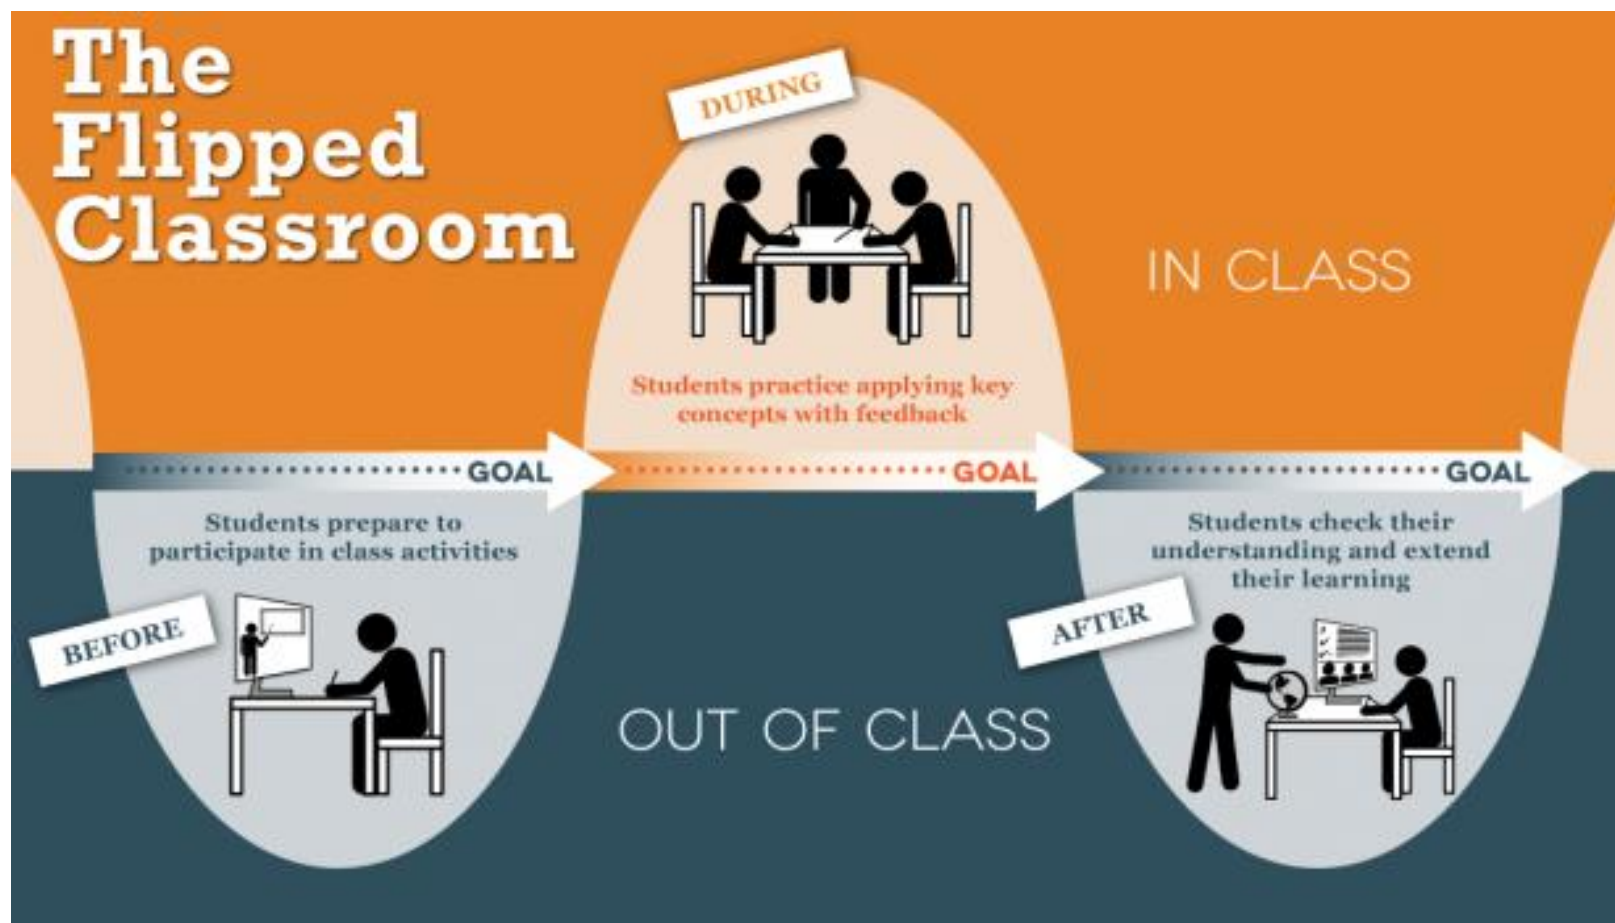 The
Flipped
Classroom
DURING
IN CLASS
Students practice applying key
concepts with feedback
GOAL
GOAL
GOAL
Students prepare to
participate in class activities
BEFORE
Students check their
understanding and extend
their learning
AFTER
OUT OF CLASS